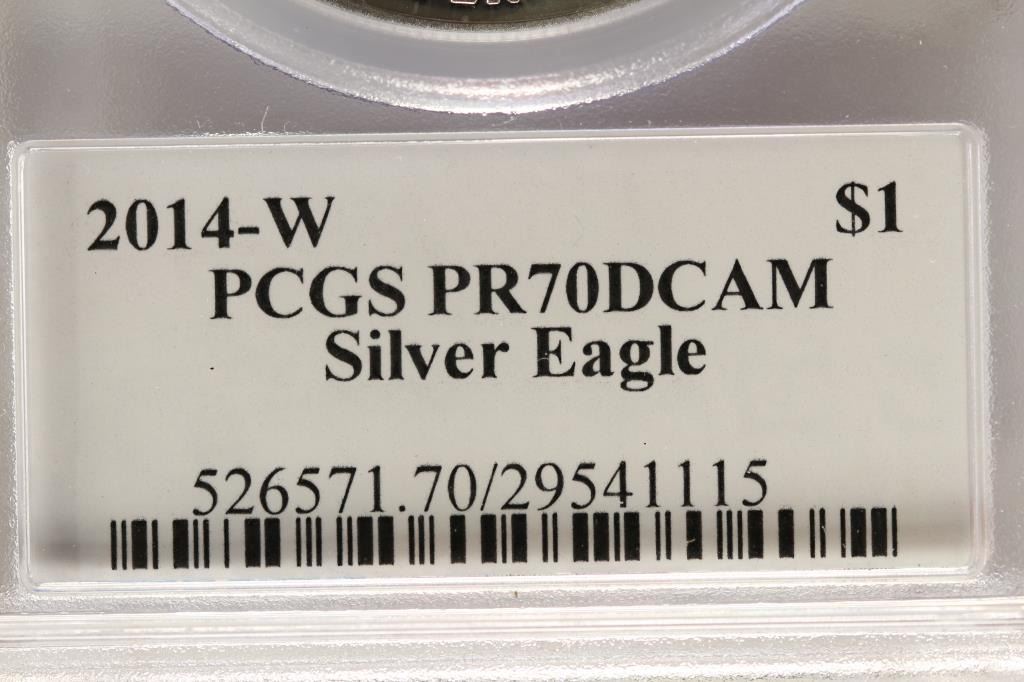 2014-W $1
PCGS PR70DCAM
Silver Eagle
526571.70/29541115